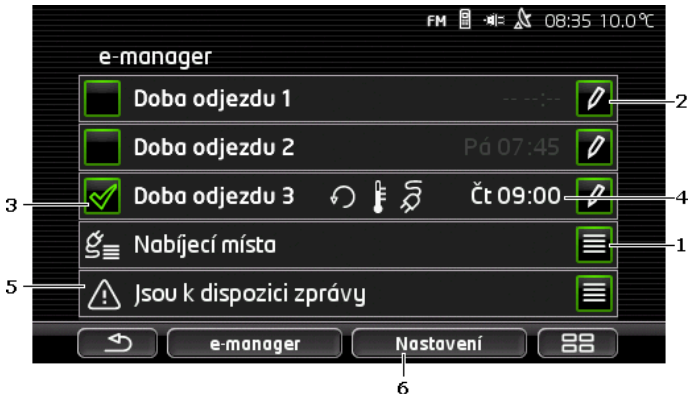 FM 08:35 10.0°C
e-manager
Doba odjezdu 1 -- --:--
2
Doba odjezdu 2 Pá 07:45
3 Doba odjezdu 3 Čt 09:00 4
Nabíjecí místa 1
5 Jsou k dispozici zprávy
e-manager Nastavení
6